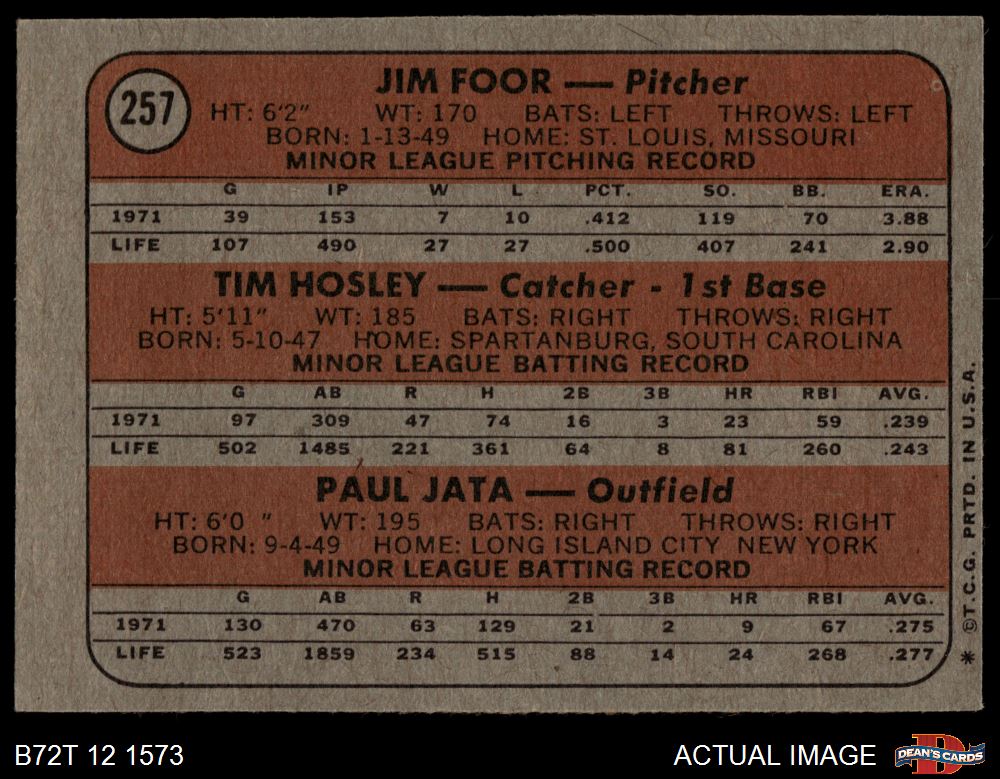 257
JIM FOOR — Pitcher
HT: 6'2" WT: 170 BATS: LEFT THROWS: LEFT
BORN: 1-13-49 HOME: ST. LOUIS, MISSOURI
MINOR LEAGUE PITCHING RECORD
G IP W L PCT. SO. BB. ERA.
1971 39 153 7 10 .412 119 70 3.88
LIFE 107 490 27 27 .500 407 241 2.90
TIM HOSLEY — Catcher - 1st Base
HT: 5'11" WT: 185 BATS: RIGHT THROWS: RIGHT
BORN: 5-10-47 HOME: SPARTANBURG, SOUTH CAROLINA
MINOR LEAGUE BATTING RECORD
G AB R H 2B 3B HR RBI AVG.
1971 97 309 47 74 16 3 23 59 .239
LIFE 502 1485 221 361 64 8 81 260 .243
PAUL JATA — Outfield
HT: 6'0 " WT: 195 BATS: RIGHT THROWS: RIGHT
BORN: 9-4-49 HOME: LONG ISLAND CITY NEW YORK
MINOR LEAGUE BATTING RECORD
G AB R H 2B 3B HR RBI AVG.
1971 130 470 63 129 21 2 9 67 .275
LIFE 523 1859 234 515 88 14 24 268 .277
* ©T.C.G. PRTD. IN U.S.A.
B72T 12 1573
ACTUAL IMAGE
DEAN'S CARDS